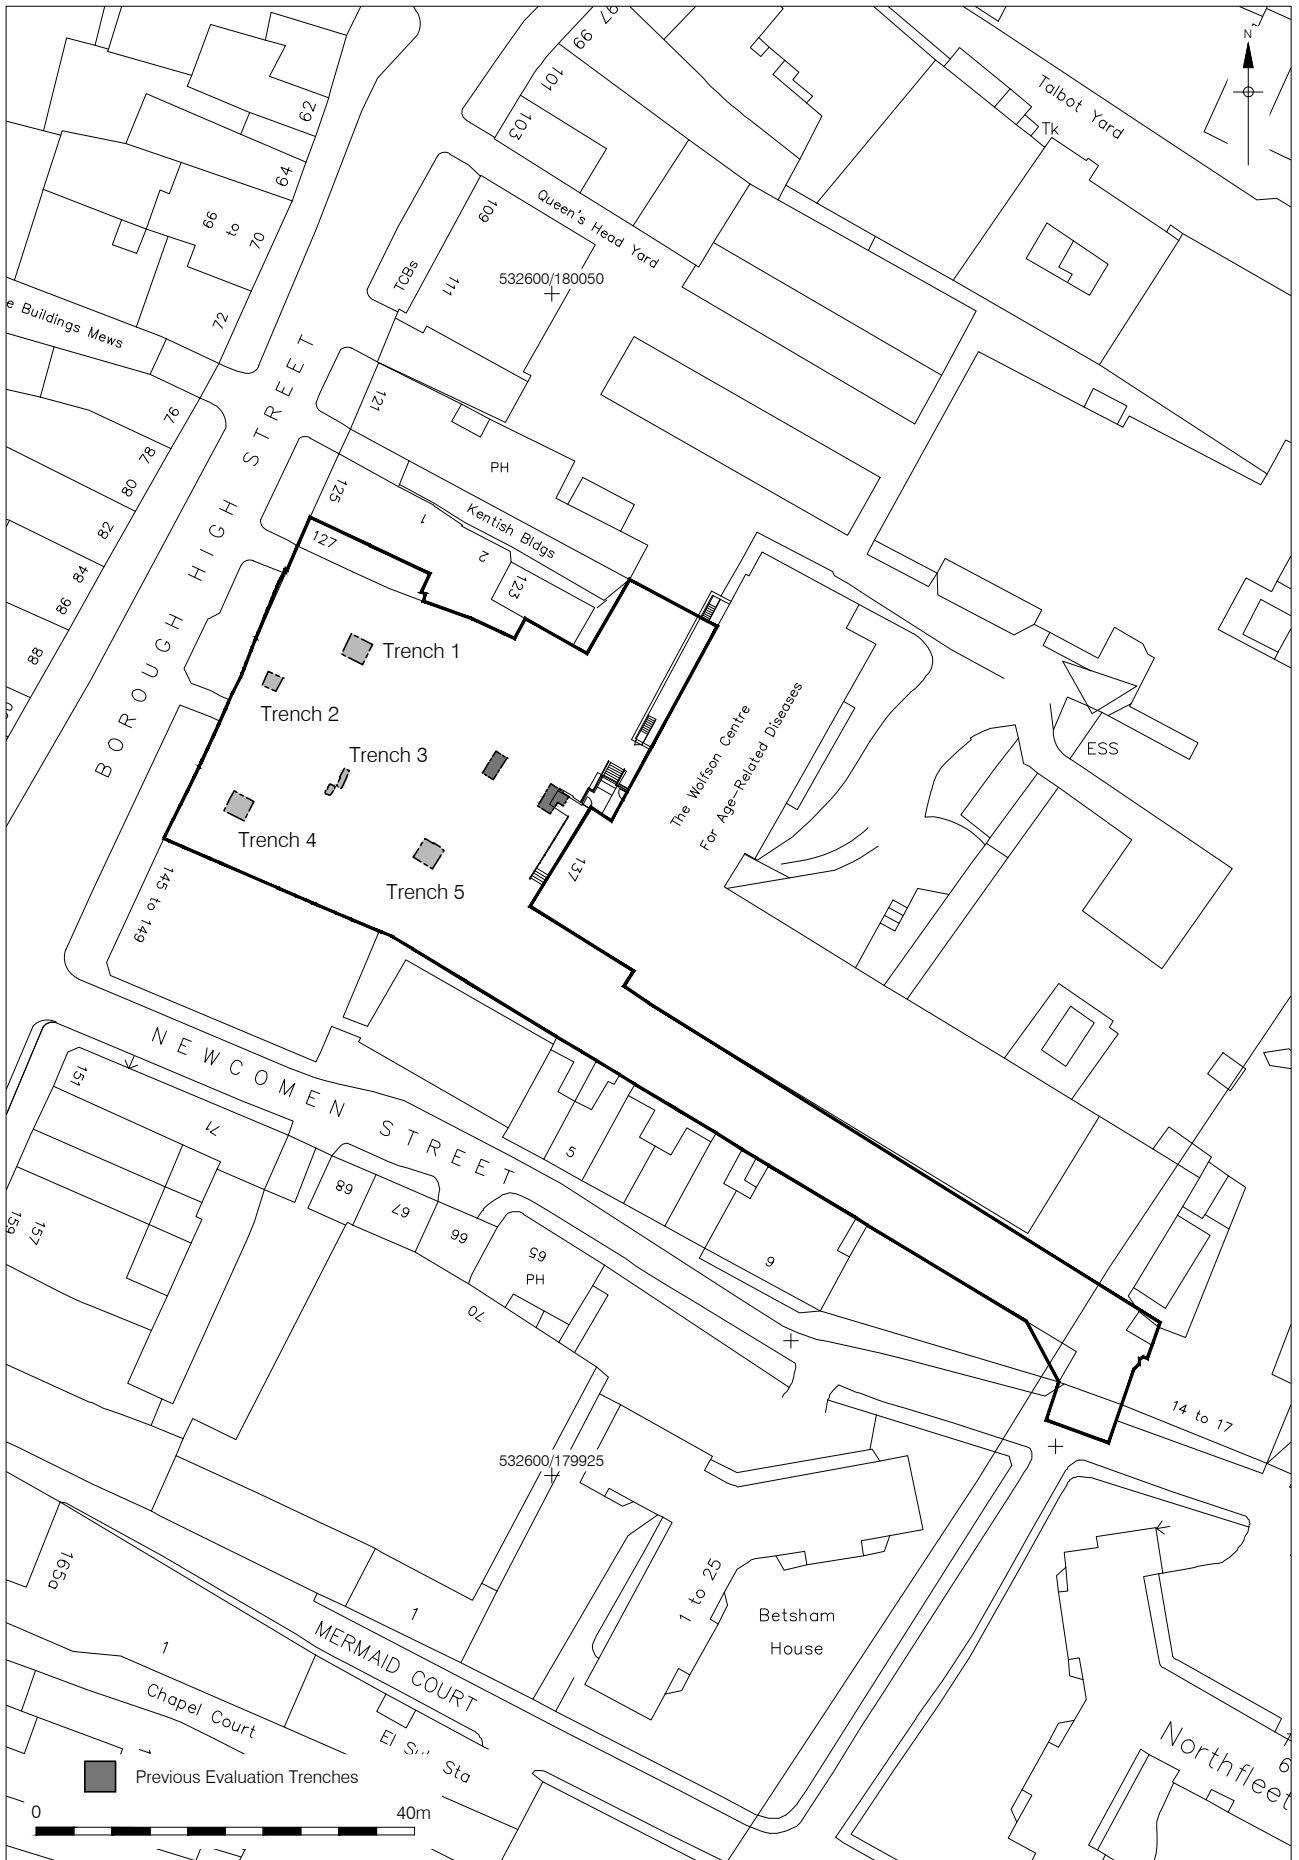 N
97
99
101
103
Talbot Yard
Tk
62
64
66
to
70
72
109
111
TCBs
Queen's Head Yard
532600/180050
e Buildings Mews
76
78
80
82
84
86
88
BOROUGH HIGH STREET
121
PH
125
1
2
Kentish Bldgs
123
127
Trench 1
Trench 2
Trench 3
Trench 4
Trench 5
The Wolfson Centre
For Age-Related Diseases
ESS
137
145 to 149
NEWCOMEN STREET
151
71
68
67
66
65
PH
70
5
9
157
159
14 to 17
532600/179925
165a
1
1
1 to 25
Betsham
House
MERMAID COURT
Chapel Court
1
El Sub Sta
Northfleet
Previous Evaluation Trenches
0
40m